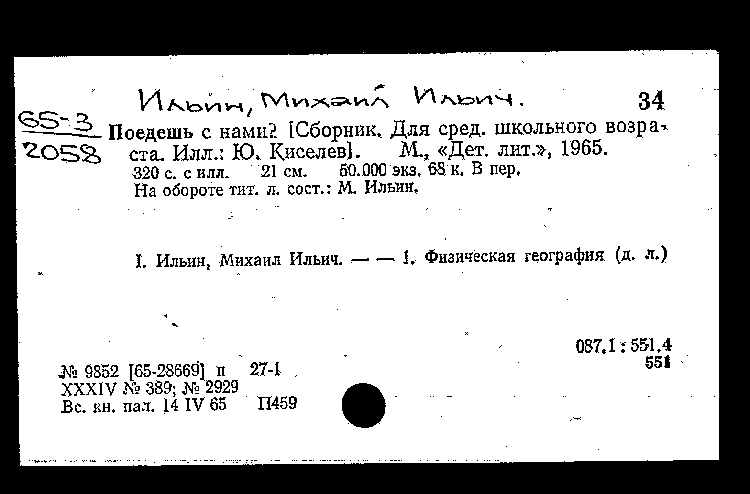 Ильин, Михаил Ильич. 34
65-3
2058
Поедешь с нами? [Сборник. Для сред. школьного возра-
ста. Илл.: Ю. Киселев]. М., «Дет. лит.», 1965.
320 с. с илл. 21 см. 50.000 экз. 68 к. В пер.
На обороте тит. л. сост.: М. Ильин.
I. Ильин, Михаил Ильич. — — 1. Физическая география (д. л.)
087.1 : 551.4
551
№ 9852 [65-28669] п 27-1
XXXIV № 389; № 2929
Вс. кн. пал. 14 IV 65 П459